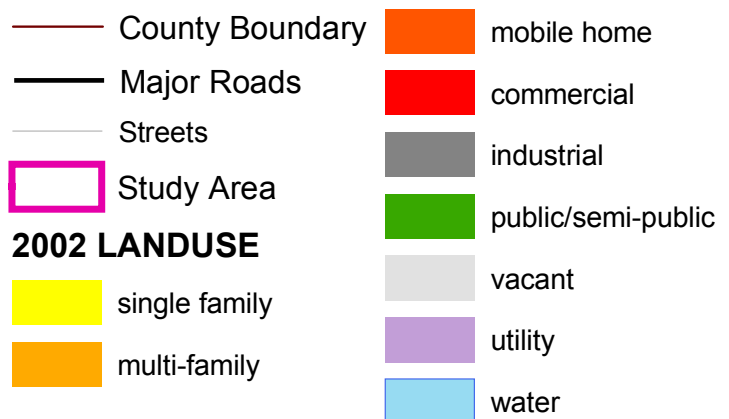 County Boundary
Major Roads
Streets
Study Area
2002 LANDUSE
single family
multi-family
mobile home
commercial
industrial
public/semi-public
vacant
utility
water